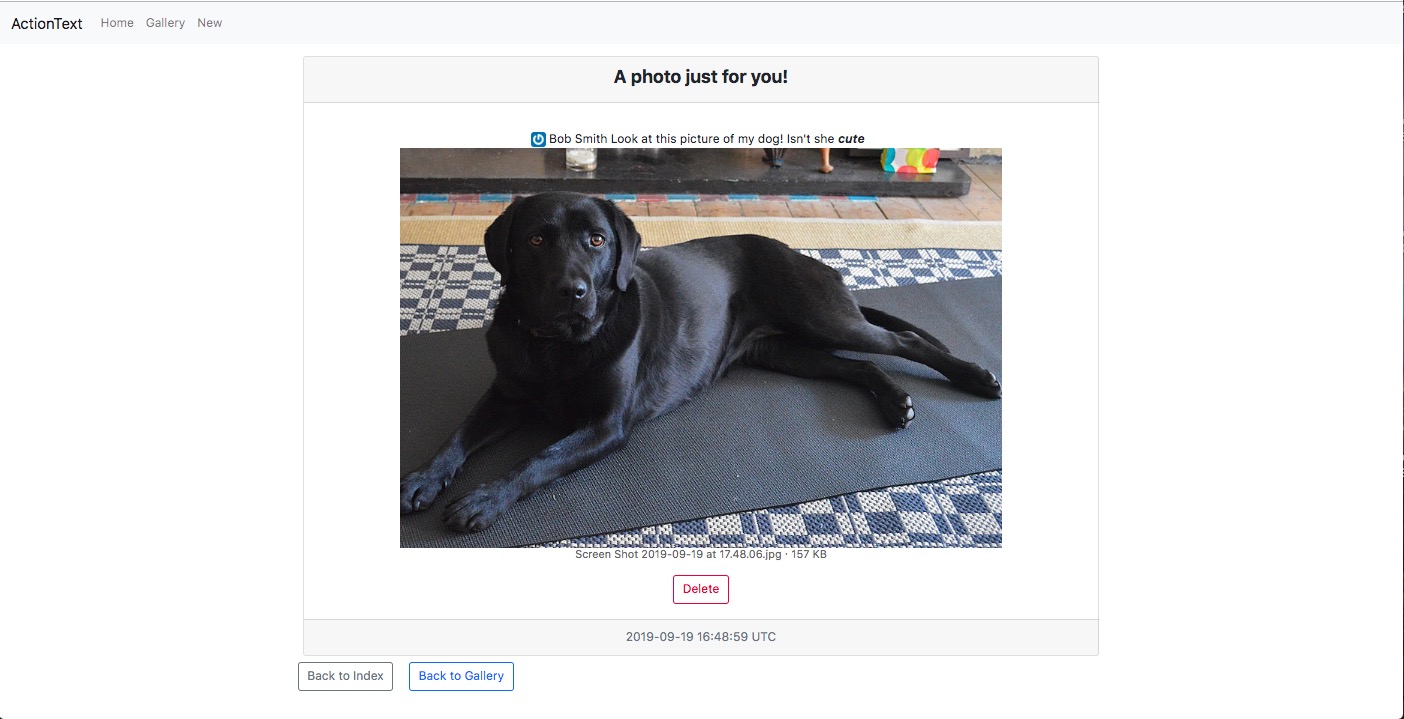 ActionText Home Gallery New
A photo just for you!
Bob Smith Look at this picture of my dog! Isn't she cute
Screen Shot 2019-09-19 at 17.48.06.jpg · 157 KB
Delete
2019-09-19 16:48:59 UTC
Back to Index Back to Gallery